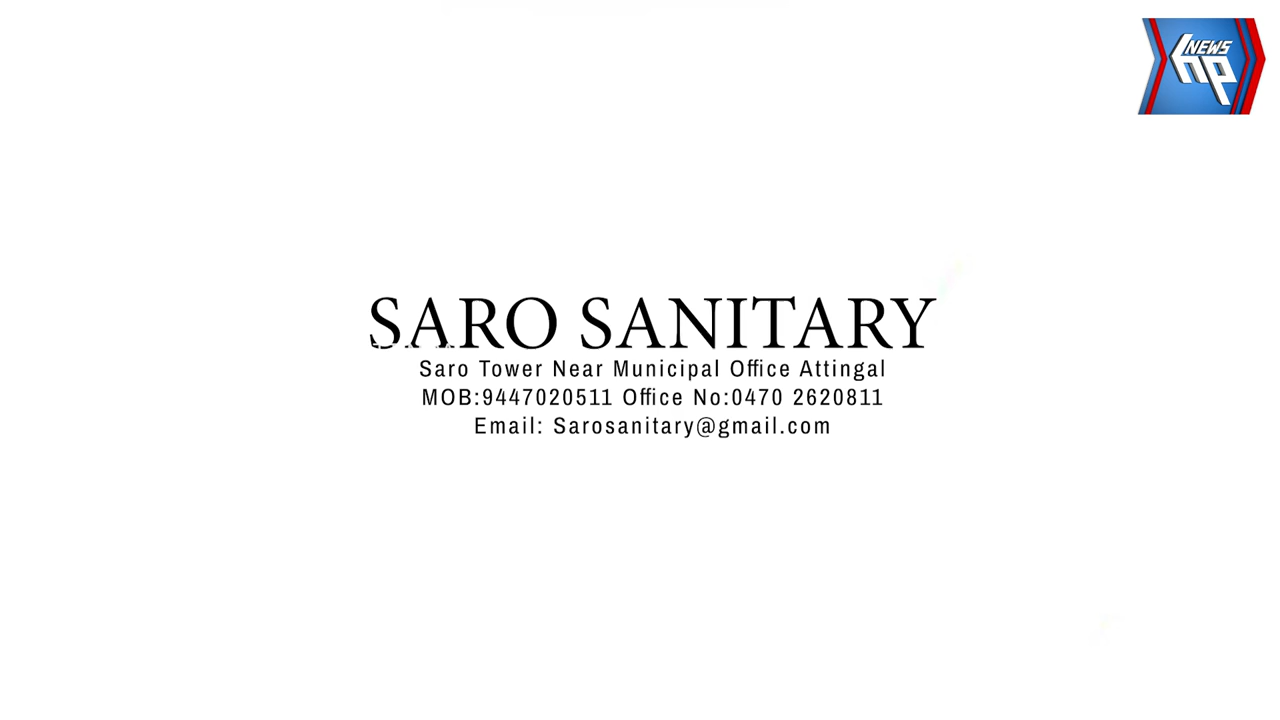 NEWS
hp
SARO SANITARY
Saro Tower Near Municipal Office Attingal
MOB:9447020511 Office No:0470 2620811
Email: Sarosanitary@gmail.com